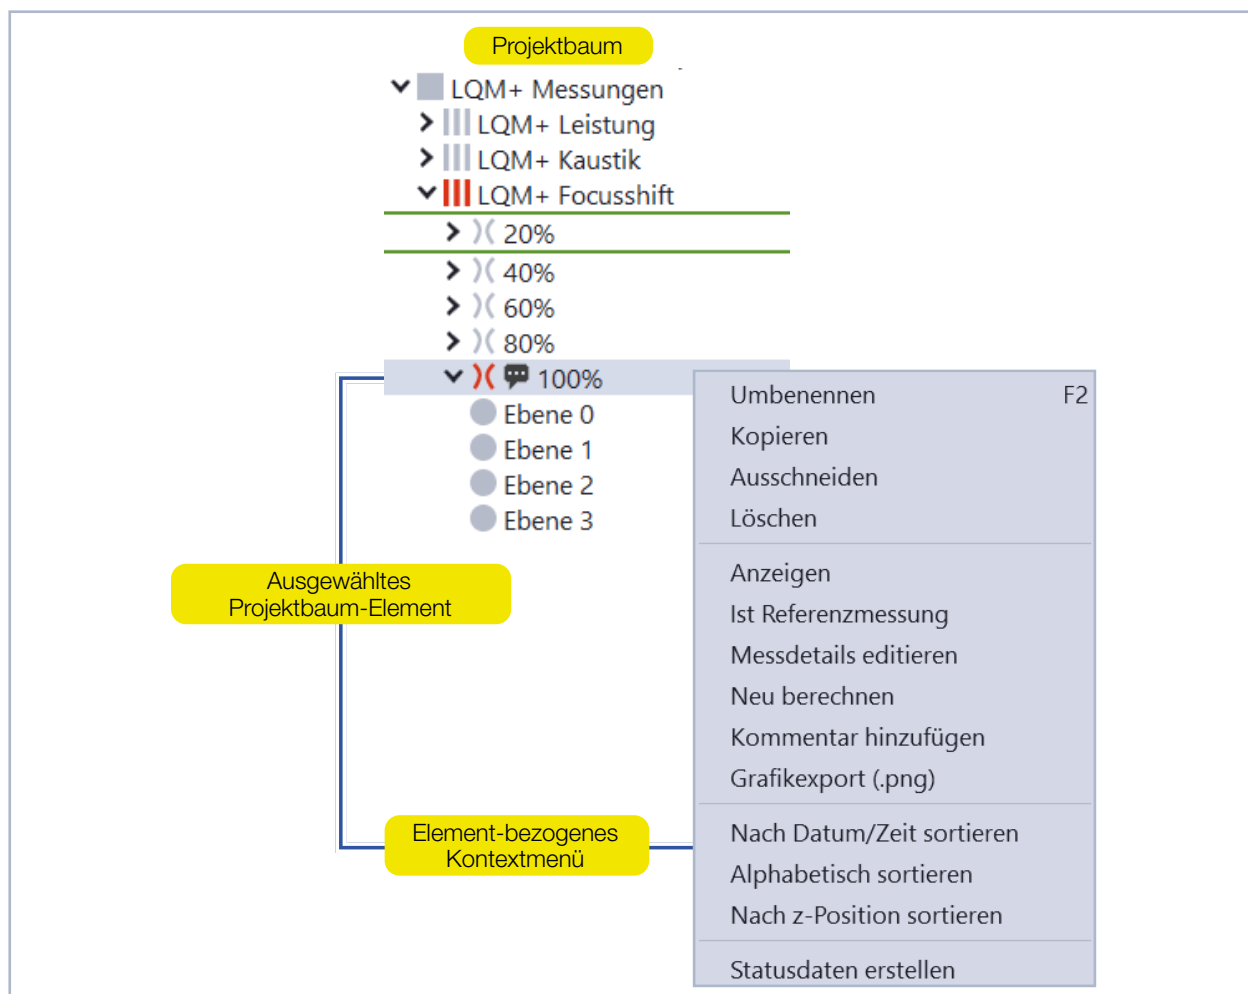 Projektbaum
LQM+ Messungen
LQM+ Leistung
LQM+ Kaustik
LQM+ Focusshift
20%
40%
60%
80%
100%
Ebene 0
Ebene 1
Ebene 2
Ebene 3
Ausgewähltes
Projektbaum-Element
Element-bezogenes
Kontextmenü
Umbenennen F2
Kopieren
Ausschneiden
Löschen
Anzeigen
Ist Referenzmessung
Messdetails editieren
Neu berechnen
Kommentar hinzufügen
Grafikexport (.png)
Nach Datum/Zeit sortieren
Alphabetisch sortieren
Nach z-Position sortieren
Statusdaten erstellen